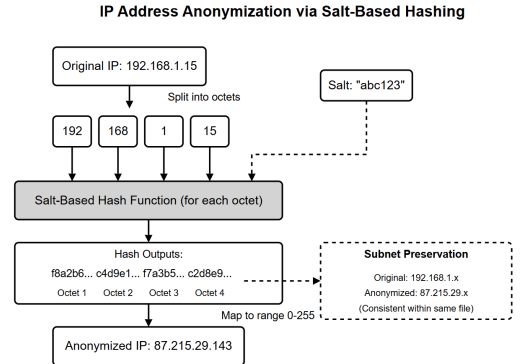 IP Address Anonymization via Salt-Based Hashing
Original IP: 192.168.1.15
Salt: "abc123"
Split into octets
192 168 1 15
Salt-Based Hash Function (for each octet)
Hash Outputs:
f8a2b6... c4d9e1... f7a3b5... c2d8e9...
Octet 1 Octet 2 Octet 3 Octet 4
Subnet Preservation
Original: 192.168.1.x
Anonymized: 87.215.29.x
(Consistent within same file)
Map to range 0-255
Anonymized IP: 87.215.29.143